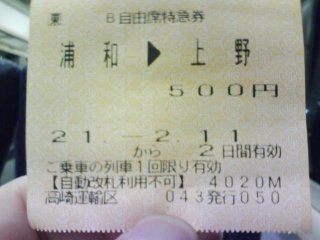 東 B自由席特急券
浦和 ▶ 上野
500円
21.-2.11
から 2日間有効
ご乗車の列車1回限り有効
【自動改札利用不可】 4020M
高崎運輸区 043発行050